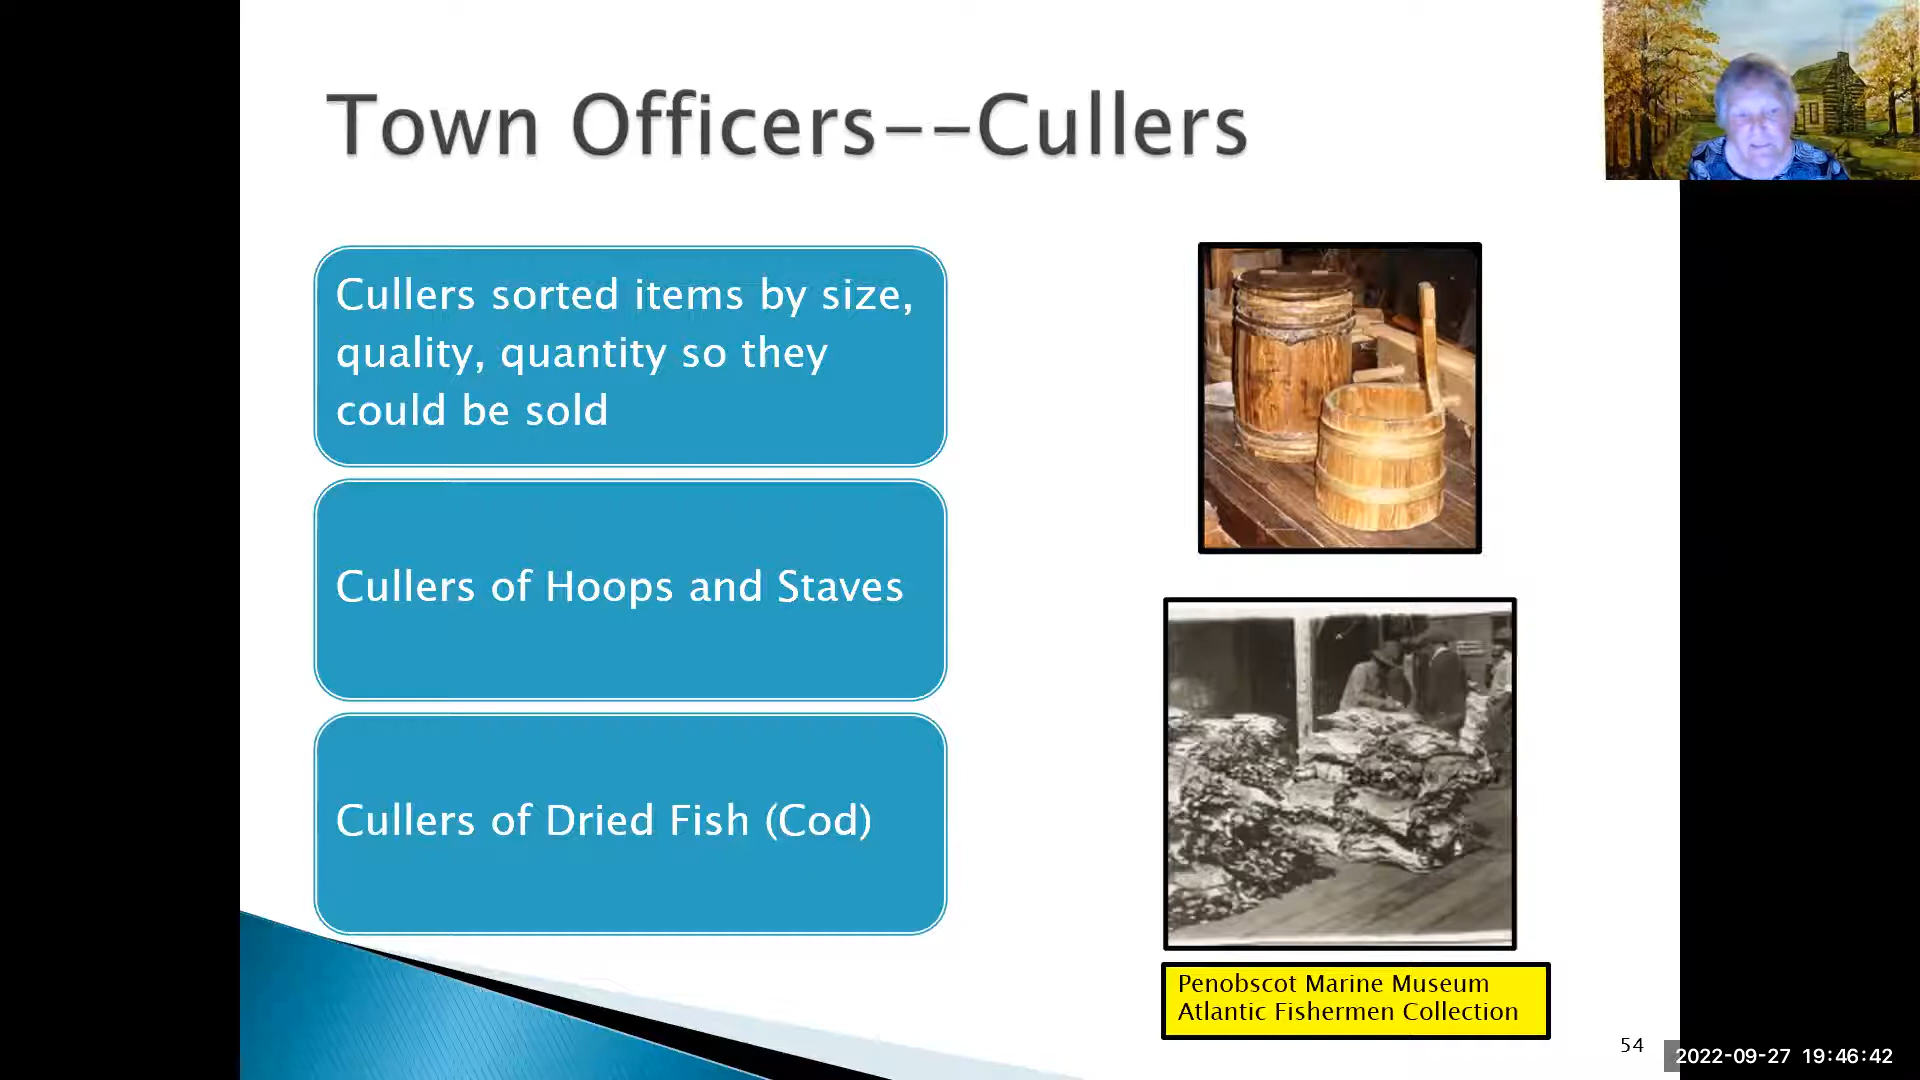 Town Officers--Cullers
Cullers sorted items by size,
quality, quantity so they
could be sold
Cullers of Hoops and Staves
Cullers of Dried Fish (Cod)
Penobscot Marine Museum
Atlantic Fishermen Collection
54
2022-09-27 19:46:42